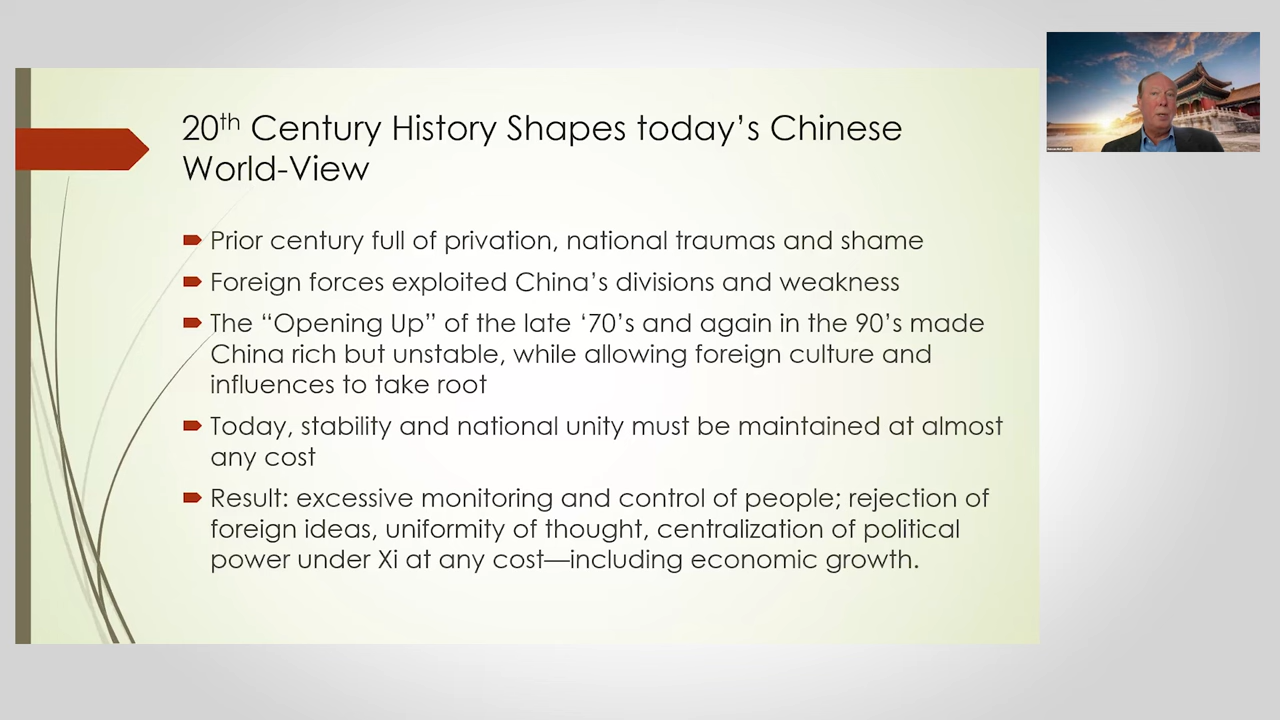 20th Century History Shapes today’s Chinese
World-View
Prior century full of privation, national traumas and shame
Foreign forces exploited China’s divisions and weakness
The “Opening Up” of the late ‘70’s and again in the 90’s made
China rich but unstable, while allowing foreign culture and
influences to take root
Today, stability and national unity must be maintained at almost
any cost
Result: excessive monitoring and control of people; rejection of
foreign ideas, uniformity of thought, centralization of political
power under Xi at any cost—including economic growth.